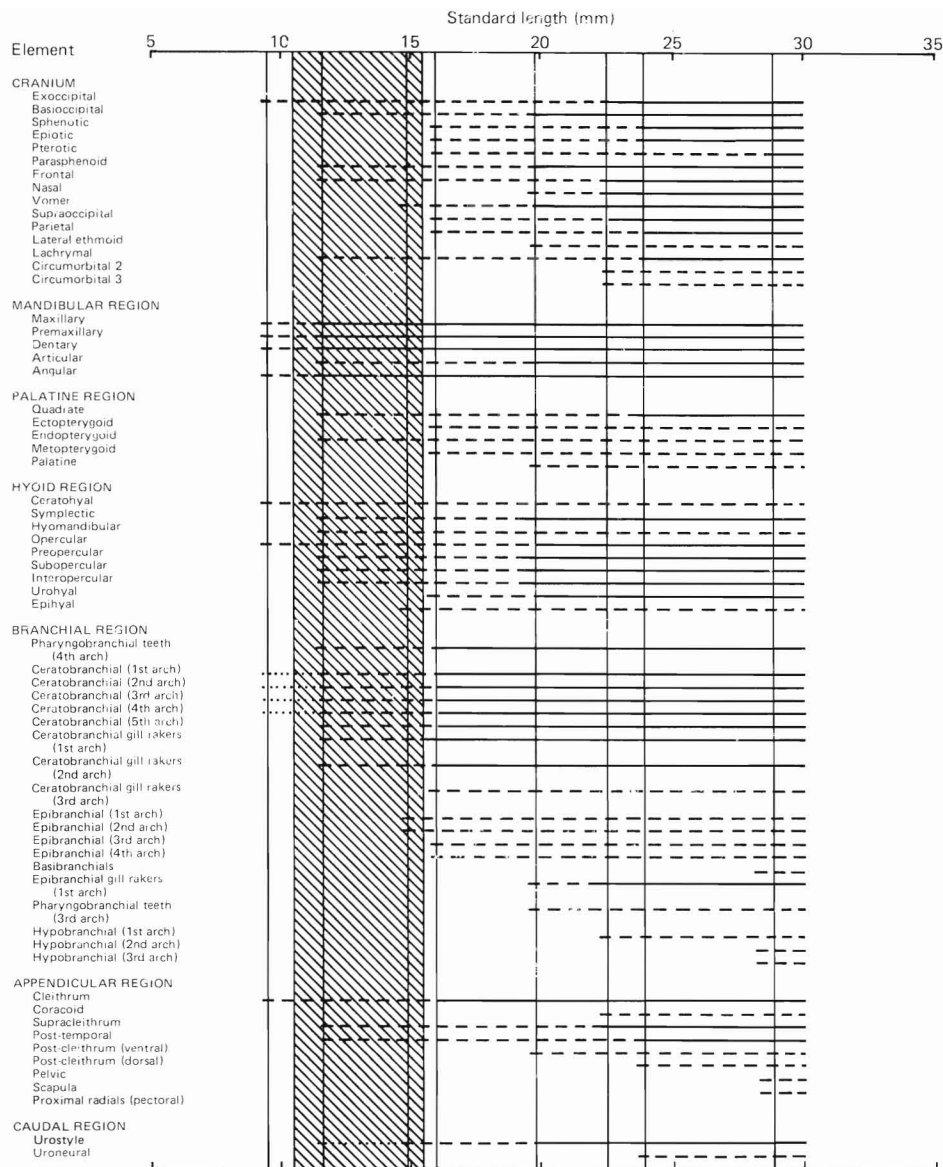 Standard length (mm)
Element 5 10 15 20 25 30 35
CRANIUM
Exoccipital
Basioccipital
Sphenotic
Epiotic
Pterotic
Parasphenoid
Frontal
Nasal
Vomer
Supraoccipital
Parietal
Lateral ethmoid
Lachrymal
Circumorbital 2
Circumorbital 3
MANDIBULAR REGION
Maxillary
Premaxillary
Dentary
Articular
Angular
PALATINE REGION
Quadrate
Ectopterygoid
Endopterygoid
Metopterygoid
Palatine
HYOID REGION
Ceratohyal
Symplectic
Hyomandibular
Opercular
Preopercular
Subopercular
Interopercular
Urohyal
Epihyal
BRANCHIAL REGION
Pharyngobranchial teeth
(4th arch)
Ceratobranchial (1st arch)
Ceratobranchial (2nd arch)
Ceratobranchial (3rd arch)
Ceratobranchial (4th arch)
Ceratobranchial (5th arch)
Ceratobranchial gill rakers
(1st arch)
Ceratobranchial gill rakers
(2nd arch)
Ceratobranchial gill rakers
(3rd arch)
Epibranchial (1st arch)
Epibranchial (2nd arch)
Epibranchial (3rd arch)
Epibranchial (4th arch)
Basibranchials
Epibranchial gill rakers
(1st arch)
Pharyngobranchial teeth
(3rd arch)
Hypobranchial (1st arch)
Hypobranchial (2nd arch)
Hypobranchial (3rd arch)
APPENDICULAR REGION
Cleithrum
Coracoid
Supracleithrum
Post-temporal
Post-cleithrum (ventral)
Post-cleithrum (dorsal)
Pelvic
Scapula
Proximal radials (pectoral)
CAUDAL REGION
Urostyle
Uroneural
5 10 15 20 25 30 35